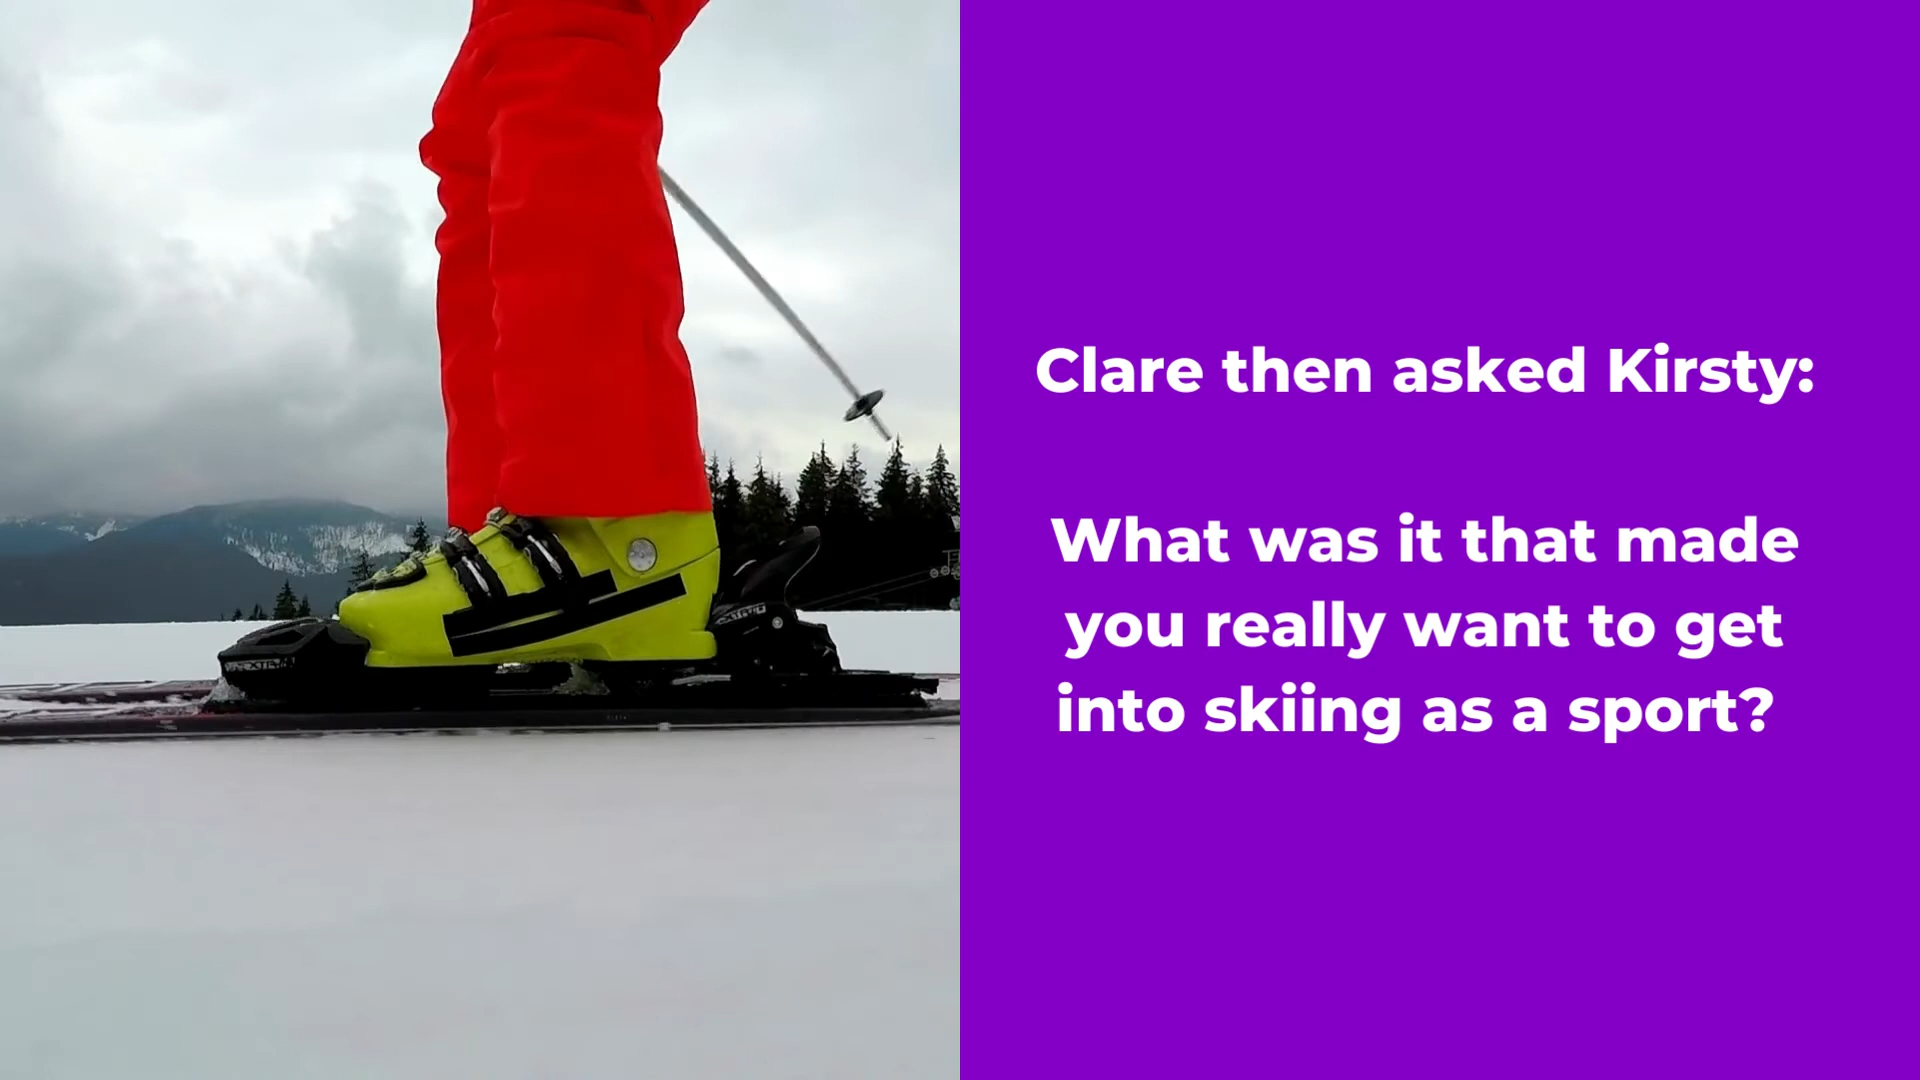 Clare then asked Kirsty:
What was it that made
you really want to get
into skiing as a sport?